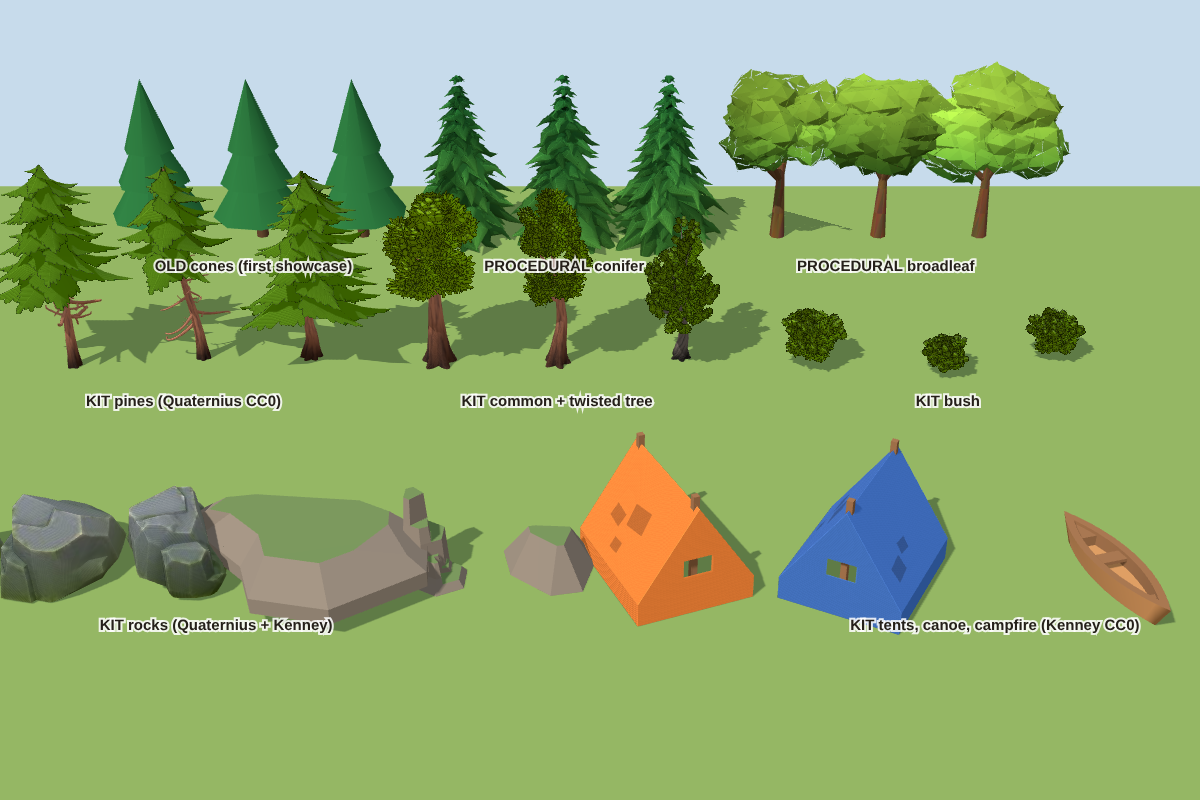 OLD cones (first showcase)
PROCEDURAL conifer
PROCEDURAL broadleaf
KIT pines (Quaternius CC0)
KIT common + twisted tree
KIT bush
KIT rocks (Quaternius + Kenney)
KIT tents, canoe, campfire (Kenney CC0)